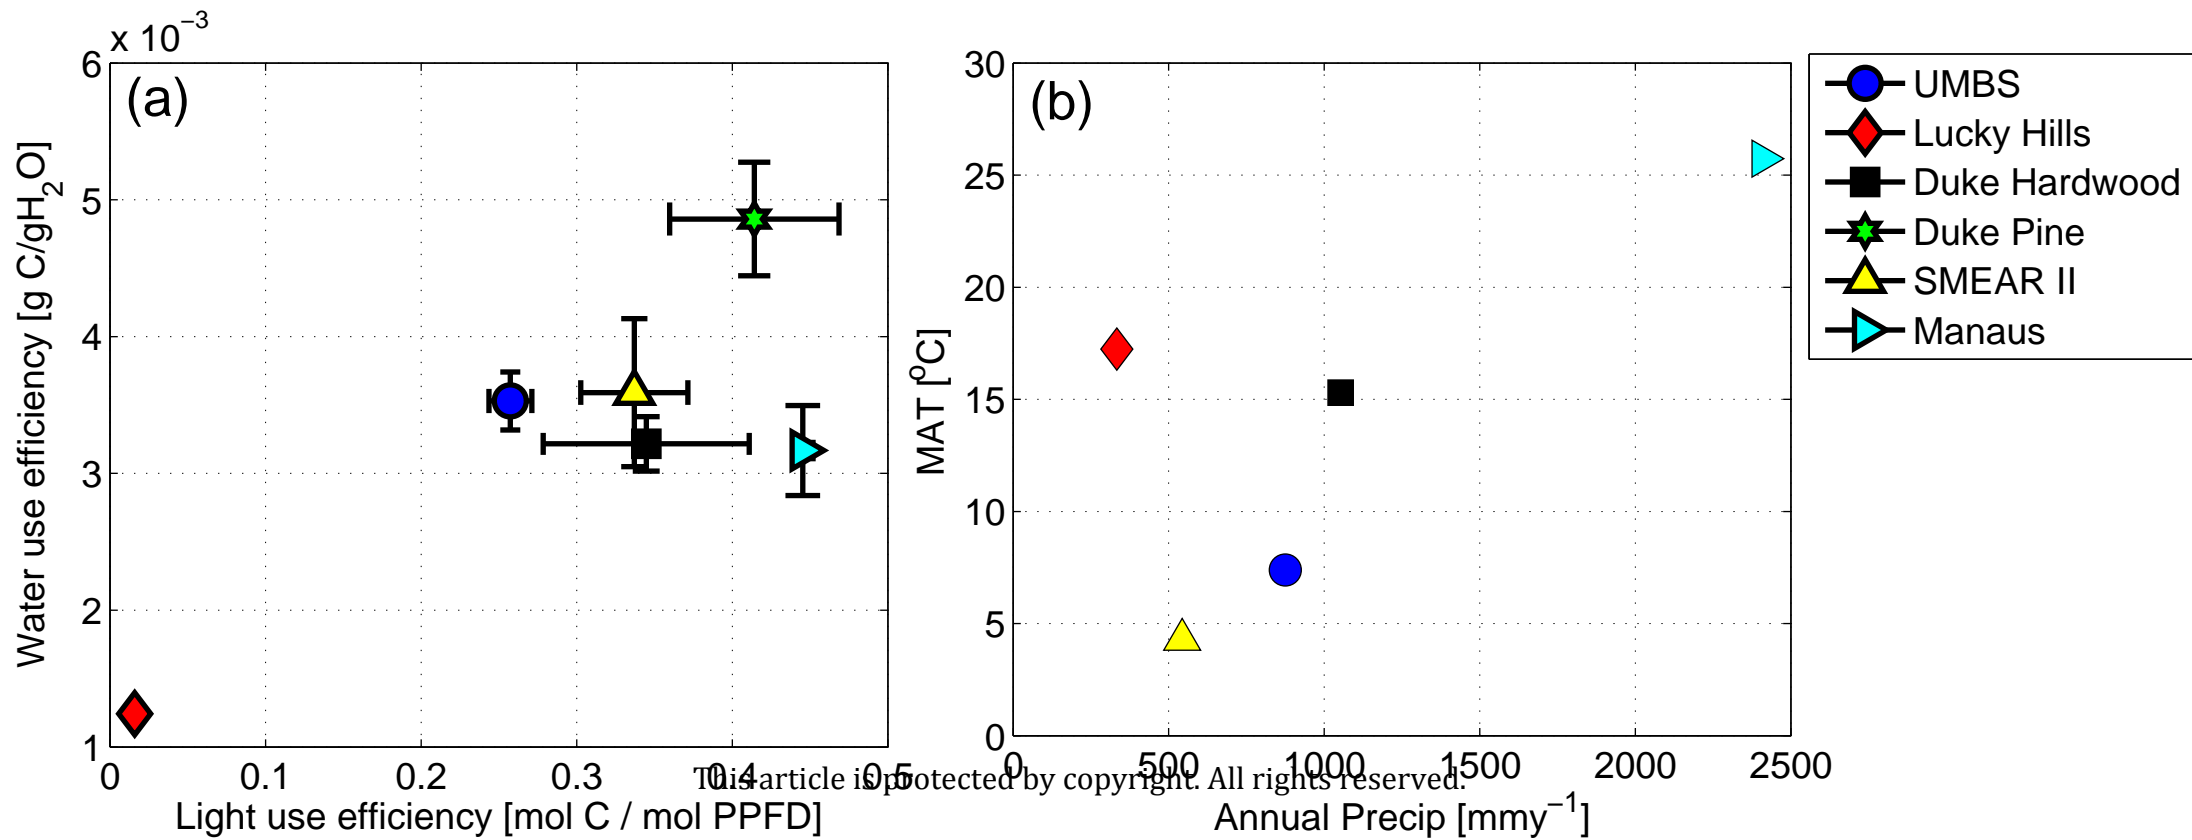 x 10−3
6
5
4
3
2
1
(a)
Water use efficiency [g C/gH2O]
0 0.1 0.2 0.3 0.4 0.5
Light use efficiency [mol C / mol PPFD]
30
25
20
15
10
5
0
(b)
MAT [oC]
0 500 1000 1500 2000 2500
Annual Precip [mmy−1]
UMBS
Lucky Hills
Duke Hardwood
Duke Pine
SMEAR II
Manaus
This article is protected by copyright. All rights reserved.